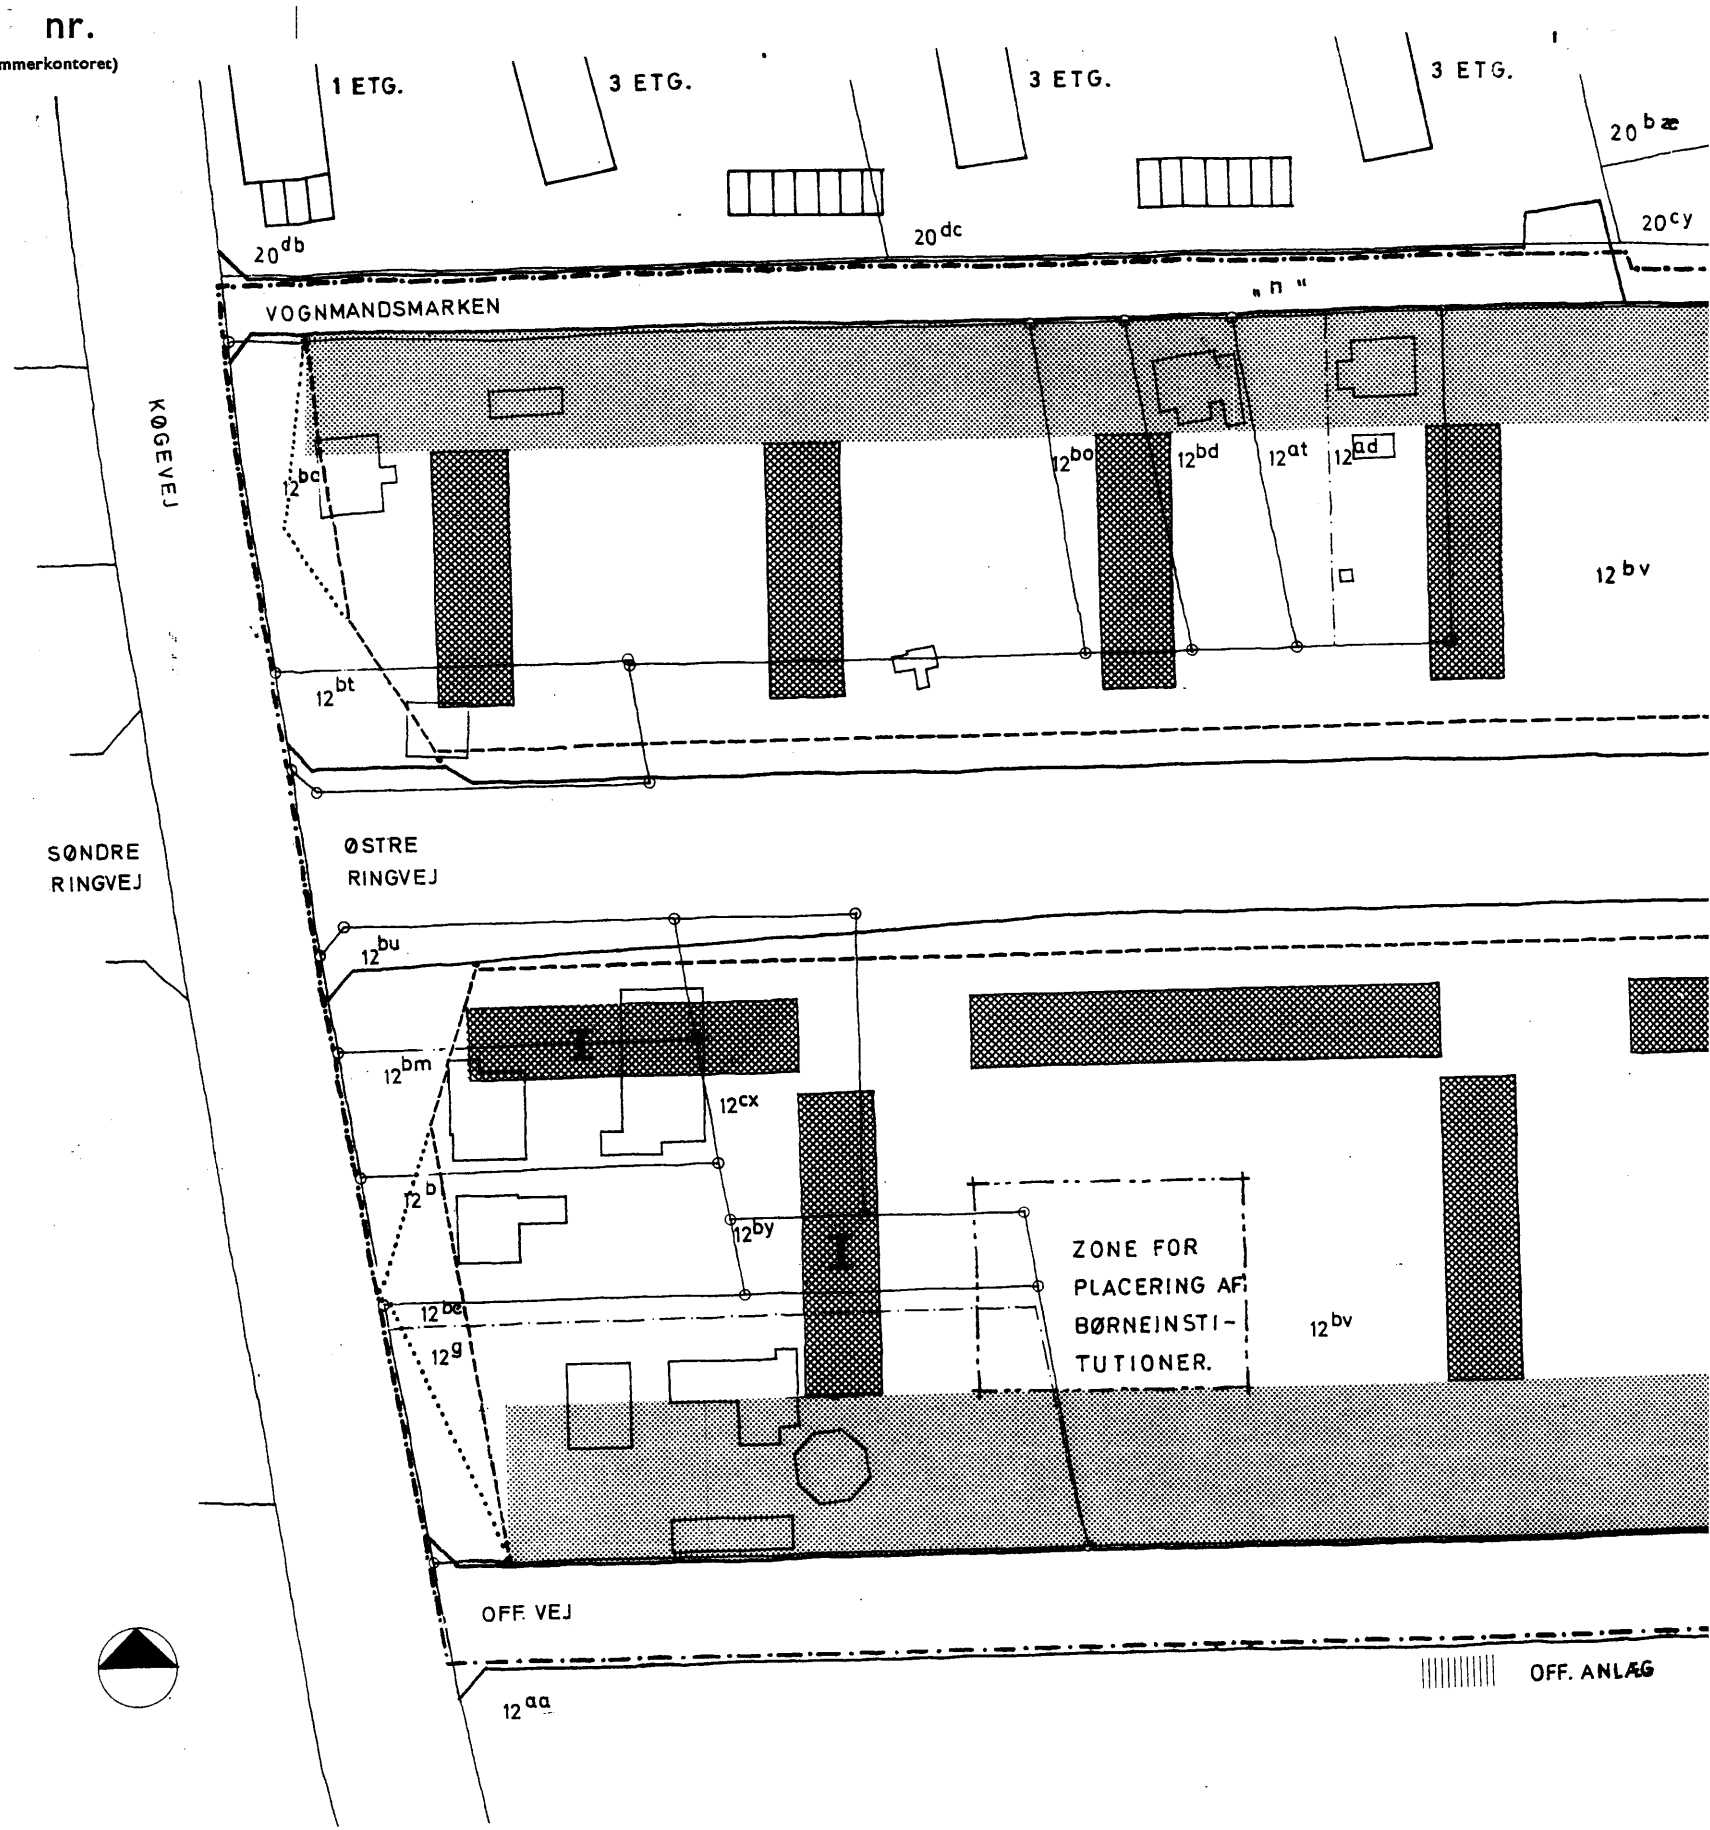 nr.
mmerkontoret)
1 ETG.
3 ETG.
3 ETG.
3 ETG.
20 bæ
20 db
20 dc
20 cy
VOGNMANDSMARKEN
„ n "
KØGEVEJ
12 bc
12 bo
12 bd
12 at
12 ad
12 bv
12 bt
SØNDRE
RINGVEJ
ØSTRE
RINGVEJ
12 bu
I
12 bm
12 cx
12 b
12 by
I
ZONE FOR
PLACERING AF
BØRNEINSTI-
TUTIONER.
12 be
12 g
12 bv
OFF. VEJ
OFF. ANLÆG
12 aa